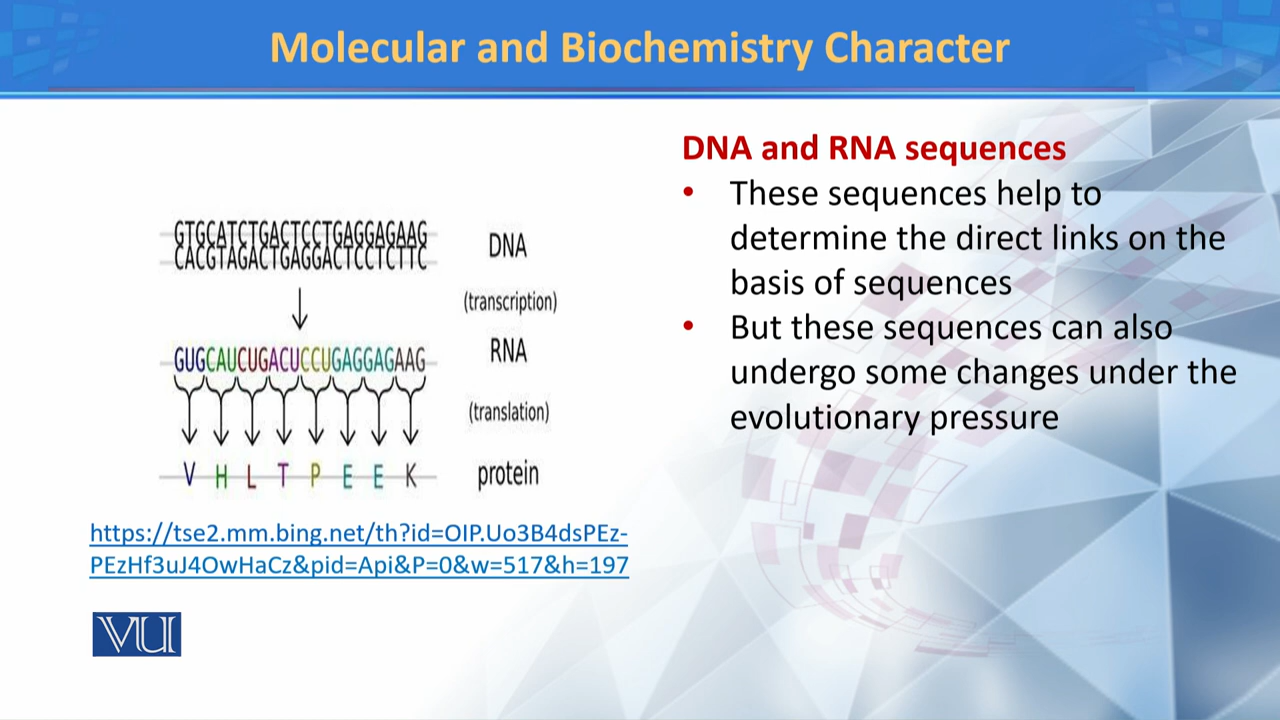 Molecular and Biochemistry Character
GTGCATCTGACTCCTGAGGAGAAG
CACGTAGACTGAGGACTCCTCTTC
DNA
(transcription)
GUGCAUCUGACUCCUGAGGAGAAG
RNA
(translation)
V H L T P E E K
protein
https://tse2.mm.bing.net/th?id=OIP.Uo3B4dsPEz-
PEzHf3uJ4OwHaCz&pid=Api&P=0&w=517&h=197
VU
DNA and RNA sequences
• These sequences help to
determine the direct links on the
basis of sequences
• But these sequences can also
undergo some changes under the
evolutionary pressure